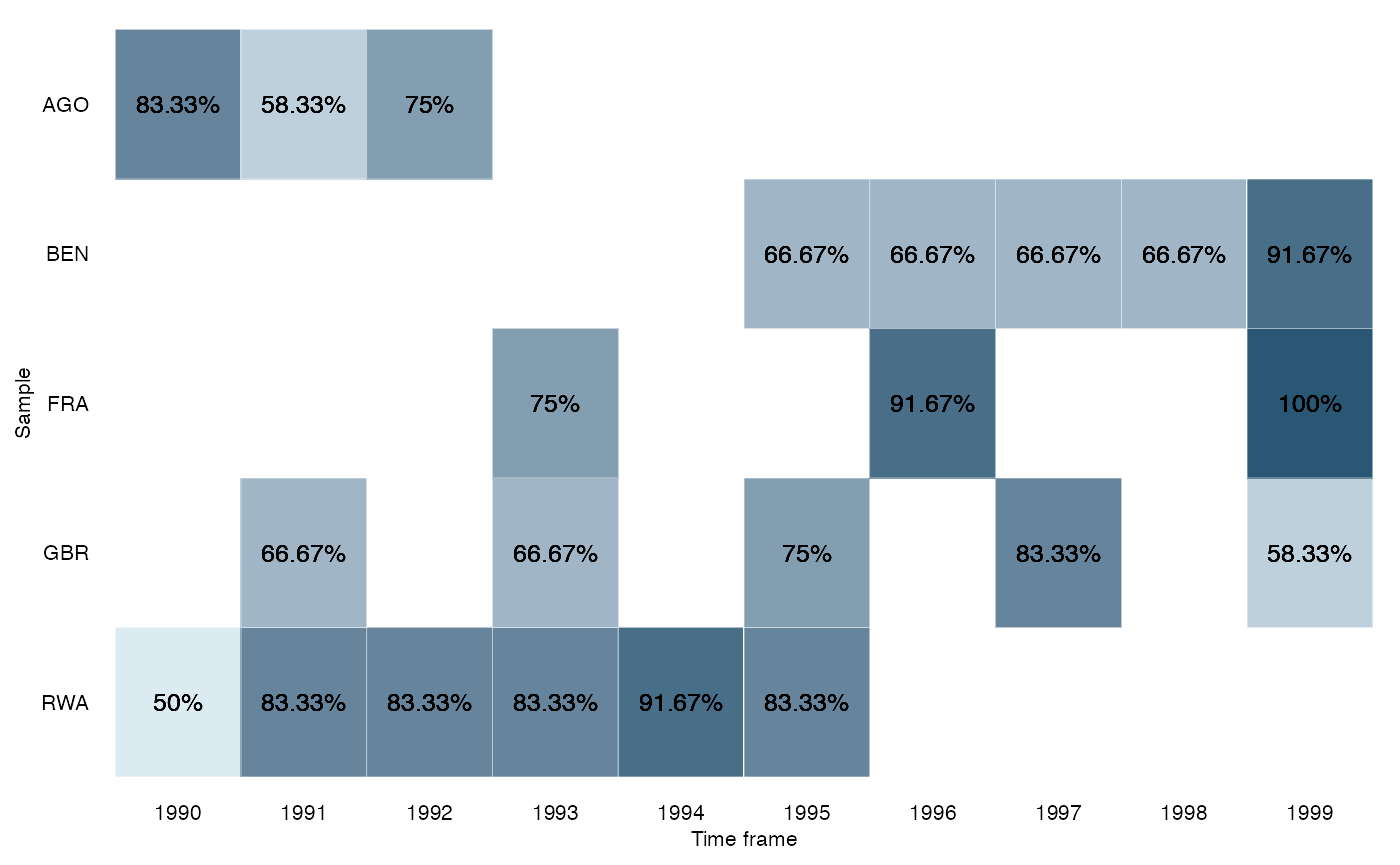 AGO 83.33% 58.33% 75%
BEN 66.67% 66.67% 66.67% 66.67% 91.67%
Sample
FRA 75% 91.67% 100%
GBR 66.67% 66.67% 75% 83.33% 58.33%
RWA 50% 83.33% 83.33% 83.33% 91.67% 83.33%
1990 1991 1992 1993 1994 1995 1996 1997 1998 1999
Time frame